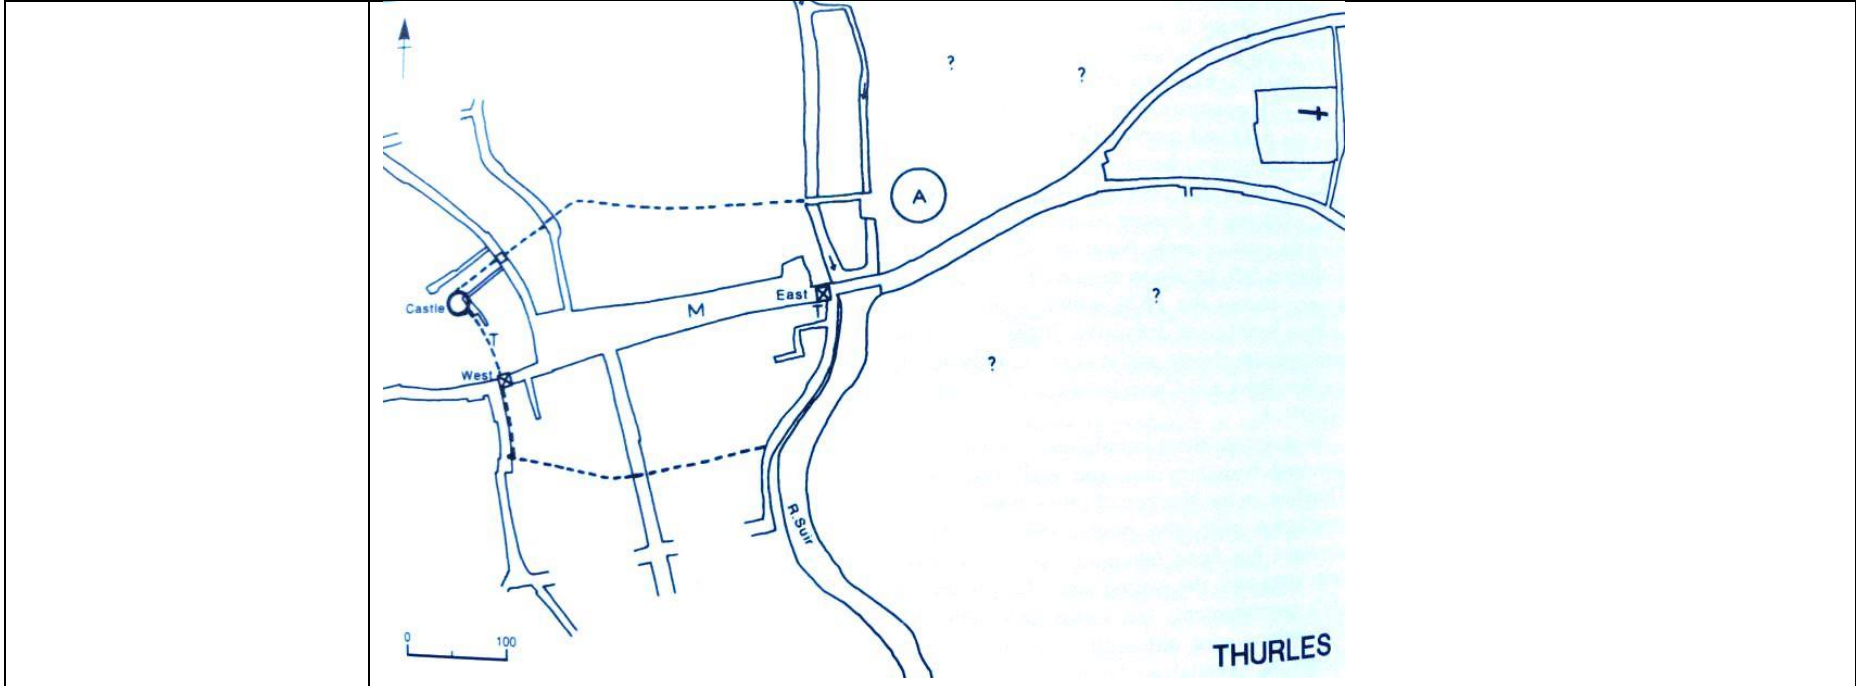 ? ?
A
Castle
East
M
T
T
West
?
?
R. Suir
0 100
THURLES